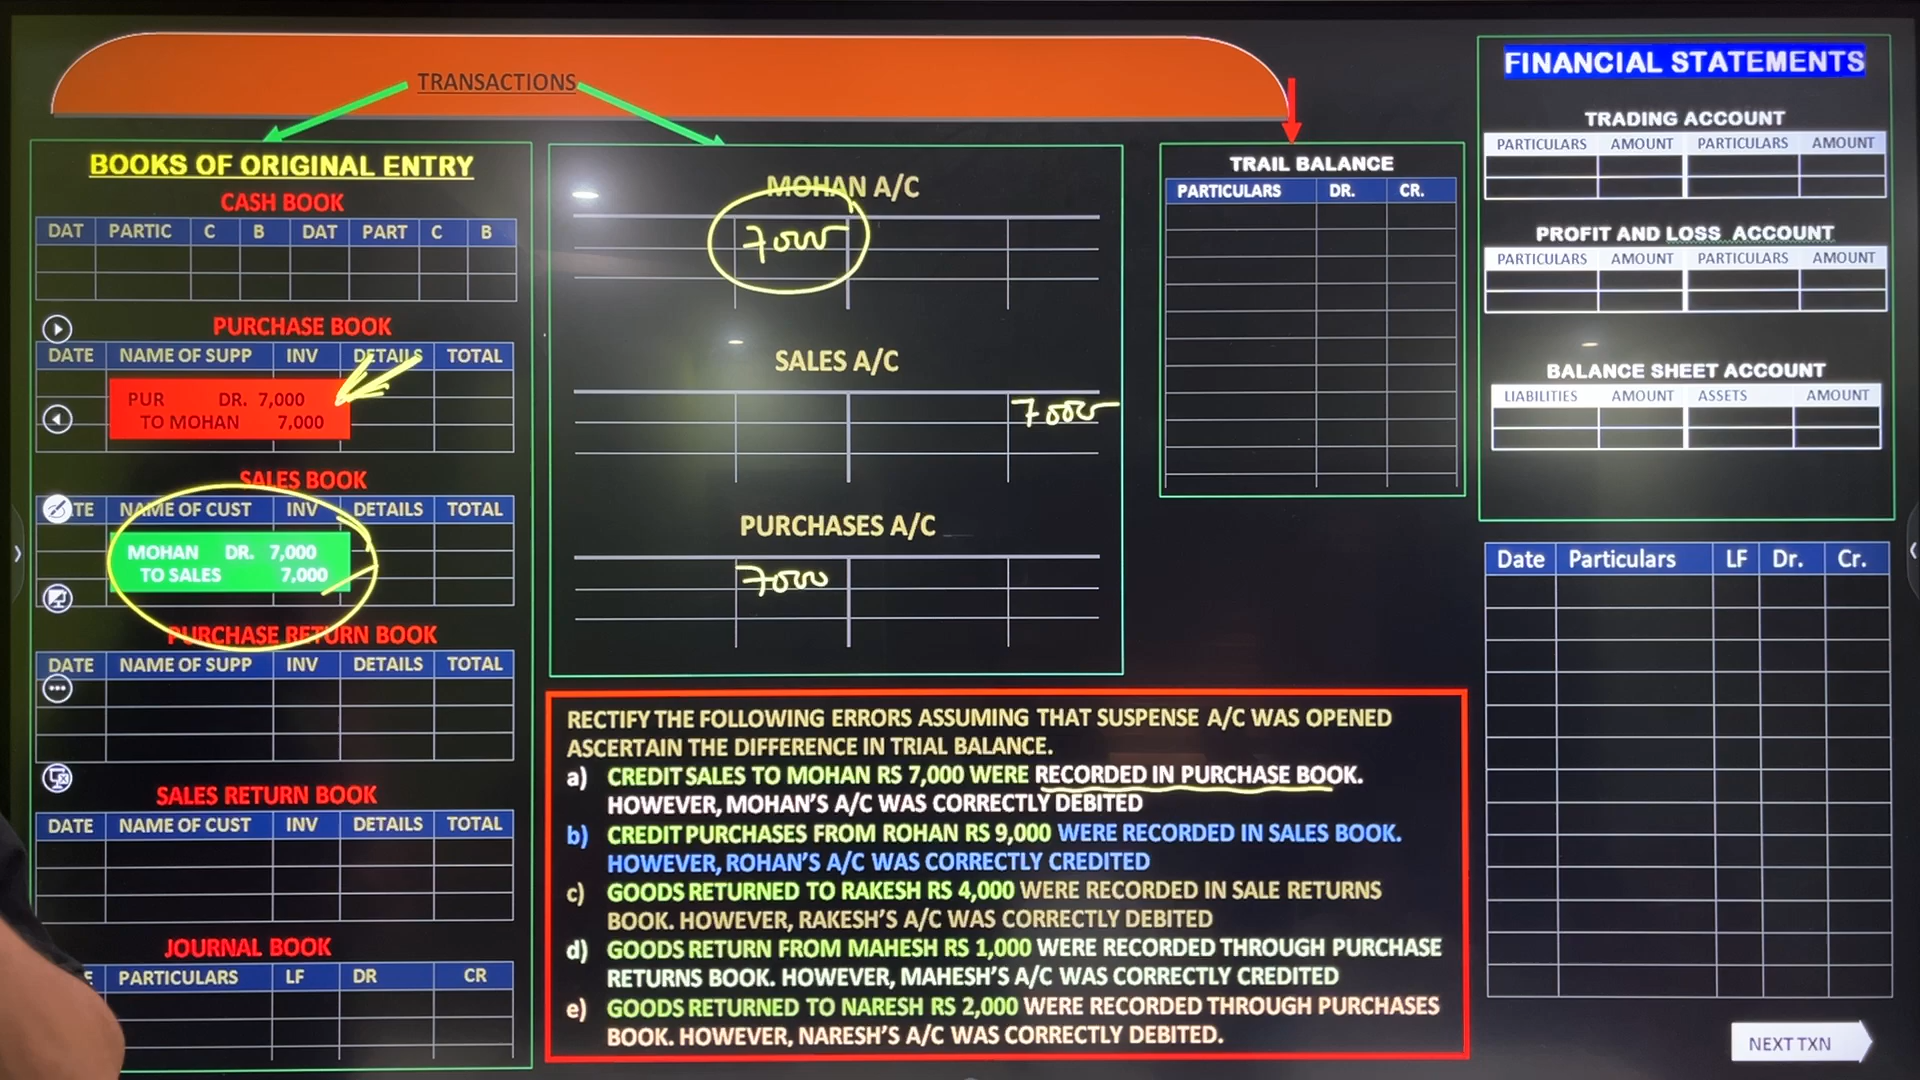 TRANSACTIONS
BOOKS OF ORIGINAL ENTRY
CASH BOOK
DAT PARTIC C B DAT PART C B
PURCHASE BOOK
DATE NAME OF SUPP INV DETAILS TOTAL
PUR DR. 7,000
TO MOHAN 7,000
SALES BOOK
TE NAME OF CUST INV DETAILS TOTAL
MOHAN DR. 7,000
TO SALES 7,000
PURCHASE RETURN BOOK
DATE NAME OF SUPP INV DETAILS TOTAL
SALES RETURN BOOK
DATE NAME OF CUST INV DETAILS TOTAL
JOURNAL BOOK
E PARTICULARS LF DR CR
MOHAN A/C
7000
SALES A/C
7000
PURCHASES A/C
7000
TRAIL BALANCE
PARTICULARS DR. CR.
FINANCIAL STATEMENTS
TRADING ACCOUNT
PARTICULARS AMOUNT PARTICULARS AMOUNT
PROFIT AND LOSS ACCOUNT
PARTICULARS AMOUNT PARTICULARS AMOUNT
BALANCE SHEET ACCOUNT
LIABILITIES AMOUNT ASSETS AMOUNT
Date Particulars LF Dr. Cr.
RECTIFY THE FOLLOWING ERRORS ASSUMING THAT SUSPENSE A/C WAS OPENED
ASCERTAIN THE DIFFERENCE IN TRIAL BALANCE.
a) CREDIT SALES TO MOHAN RS 7,000 WERE RECORDED IN PURCHASE BOOK.
HOWEVER, MOHAN'S A/C WAS CORRECTLY DEBITED
b) CREDIT PURCHASES FROM ROHAN RS 9,000 WERE RECORDED IN SALES BOOK.
HOWEVER, ROHAN'S A/C WAS CORRECTLY CREDITED
c) GOODS RETURNED TO RAKESH RS 4,000 WERE RECORDED IN SALE RETURNS
BOOK. HOWEVER, RAKESH'S A/C WAS CORRECTLY DEBITED
d) GOODS RETURN FROM MAHESH RS 1,000 WERE RECORDED THROUGH PURCHASE
RETURNS BOOK. HOWEVER, MAHESH'S A/C WAS CORRECTLY CREDITED
e) GOODS RETURNED TO NARESH RS 2,000 WERE RECORDED THROUGH PURCHASES
BOOK. HOWEVER, NARESH'S A/C WAS CORRECTLY DEBITED.
NEXT TXN